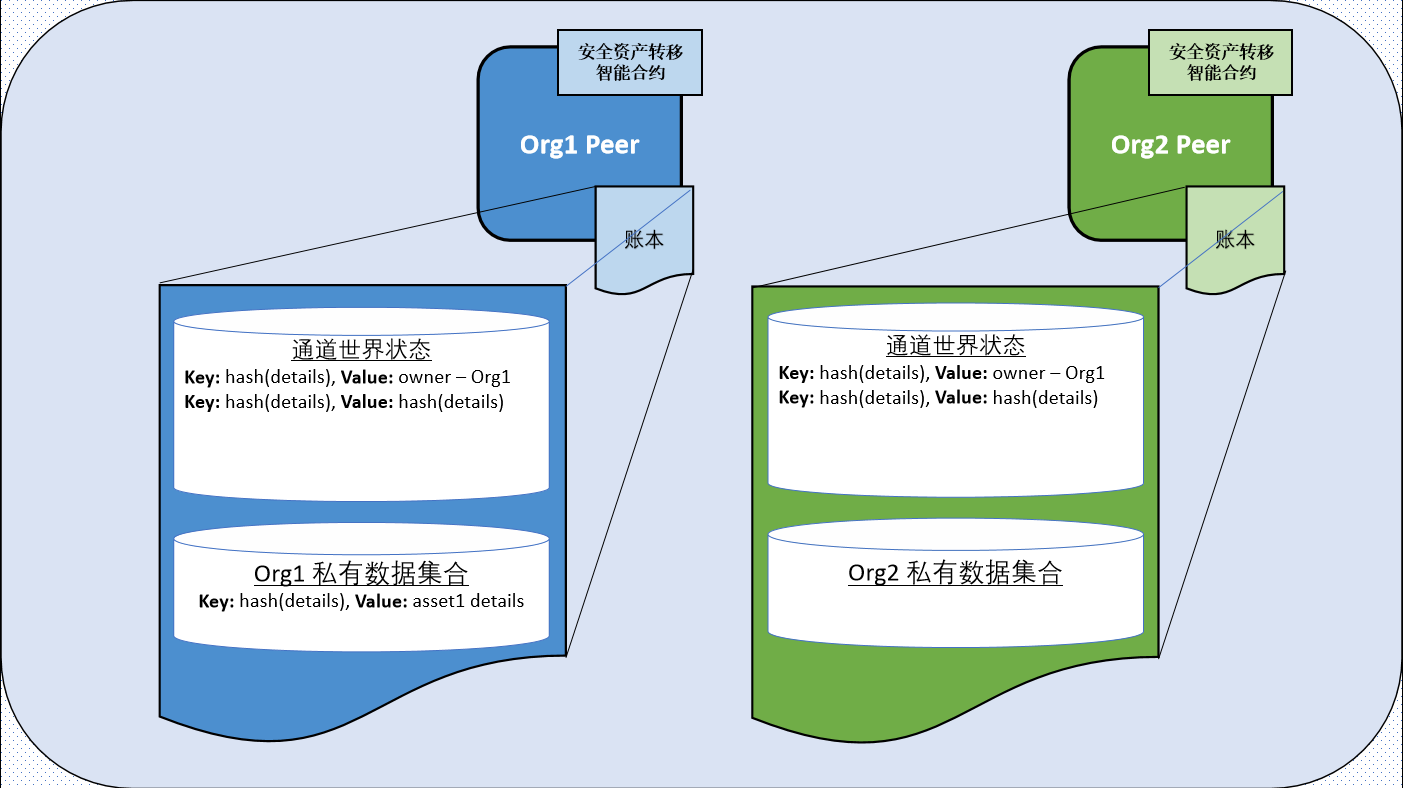 安全资产转移
智能合约
Org1 Peer
账本
通道世界状态
Key: hash(details), Value: owner – Org1
Key: hash(details), Value: hash(details)
Org1 私有数据集合
Key: hash(details), Value: asset1 details
安全资产转移
智能合约
Org2 Peer
账本
通道世界状态
Key: hash(details), Value: owner – Org1
Key: hash(details), Value: hash(details)
Org2 私有数据集合